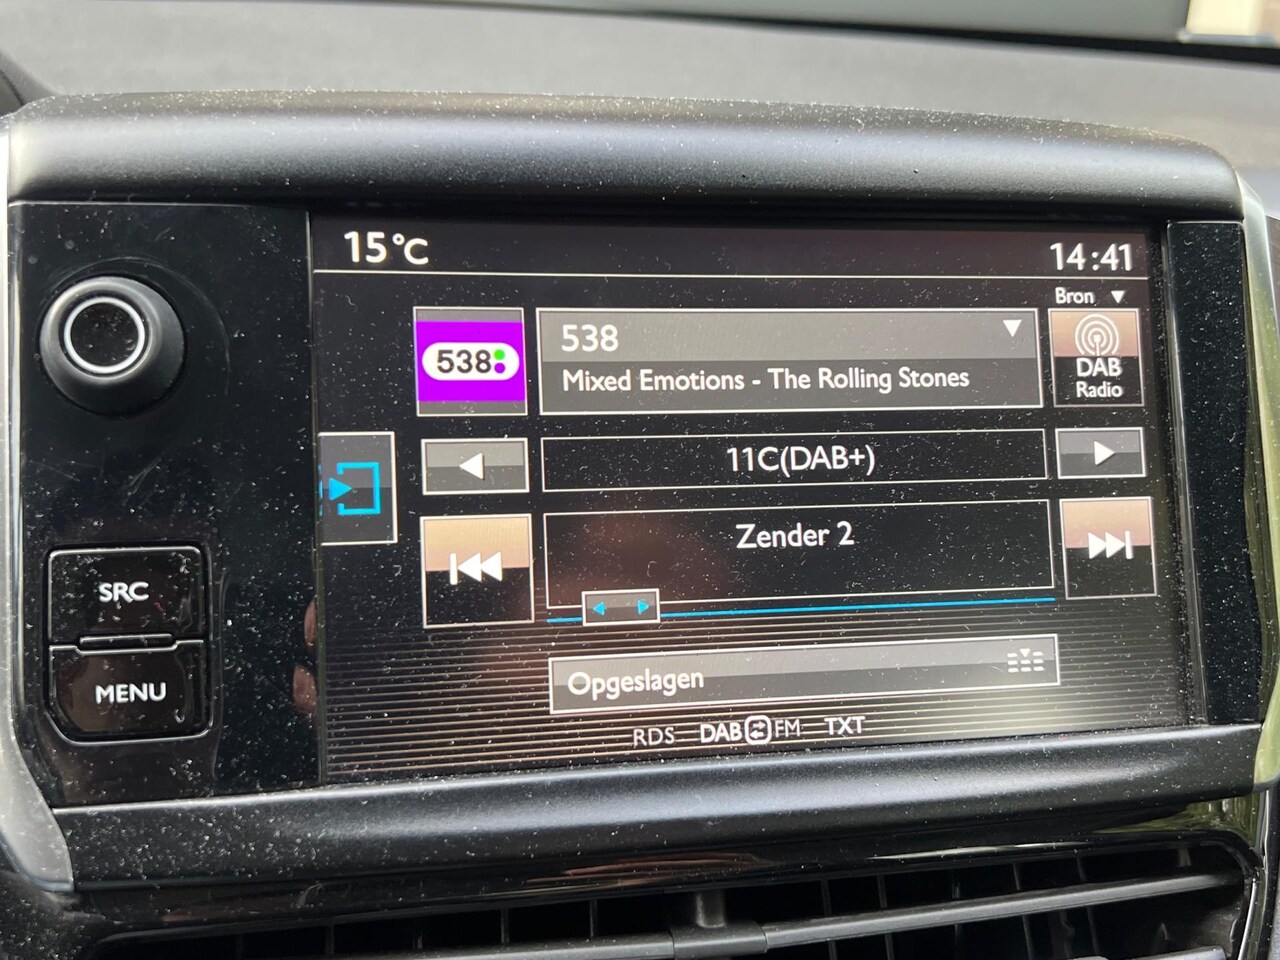 15°C
14:41
Bron
538
538
Mixed Emotions - The Rolling Stones
DAB
Radio
11C(DAB+)
Zender 2
SRC
MENU
Opgeslagen
RDS DAB FM TXT